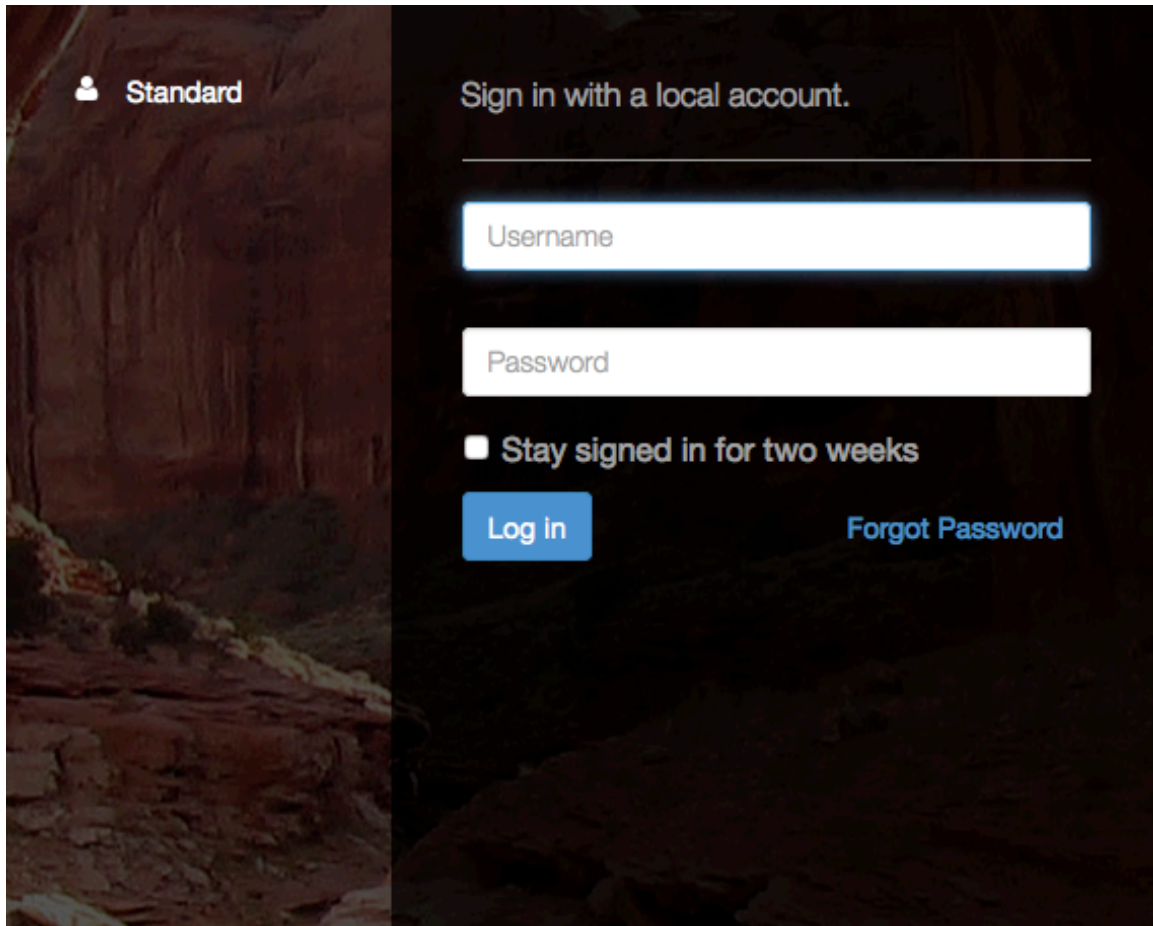 Standard
Sign in with a local account.
Username
Password
Stay signed in for two weeks
Log in
Forgot Password